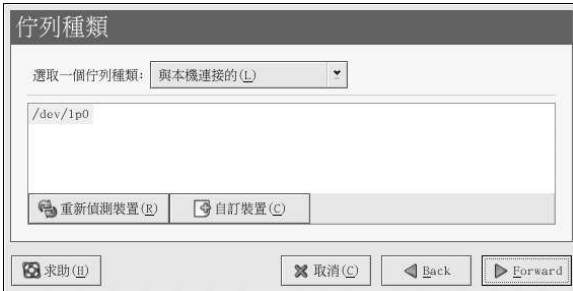 佇列種類
選取一個佇列種類: 與本機連接的(L)
/dev/lp0
重新偵測裝置(R) 自訂裝置(C)
求助(H) 取消(C) Back Forward